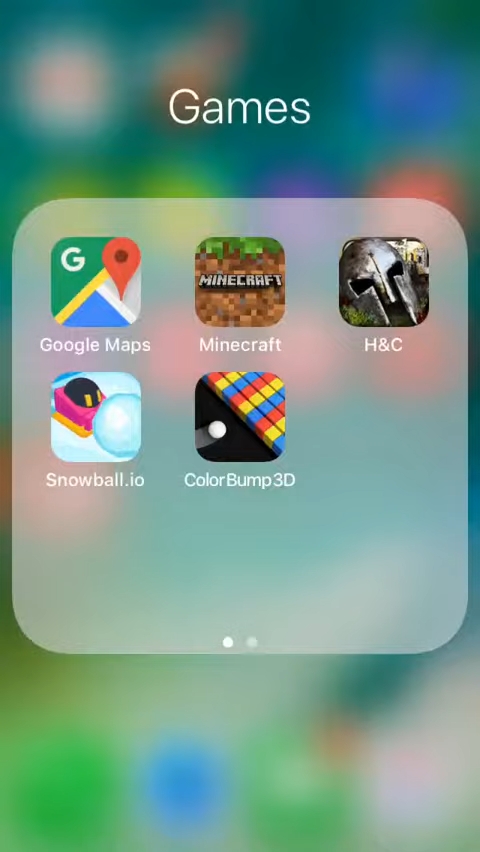 Games
G
MINECRAFT
Google Maps
Minecraft
H&C
Snowball.io
ColorBump3D